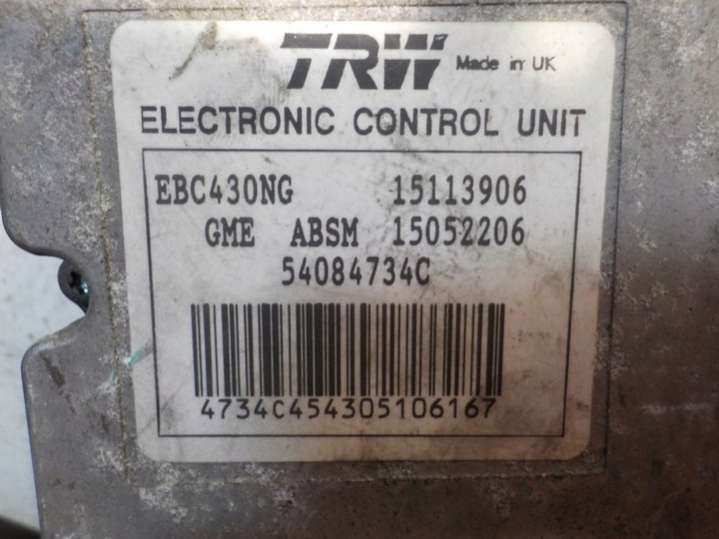 TRW Made in UK
ELECTRONIC CONTROL UNIT
EBC430NG 15113906
GME ABSM 15052206
54084734C
4734C454305106167